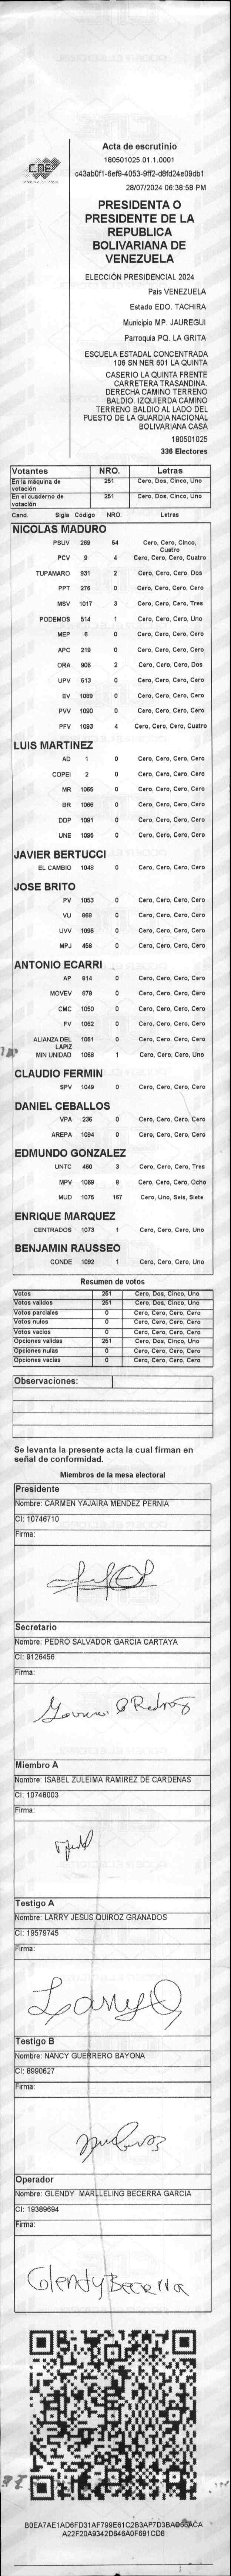 CNE
Acta de escrutinio
180501025.01.1.0001
c43ab0f1-6ef9-4053-9ff2-d8fd24e09db1
28/07/2024 06:38:58 PM
PRESIDENTA O
PRESIDENTE DE LA
REPUBLICA
BOLIVARIANA DE
VENEZUELA
ELECCIÓN PRESIDENCIAL 2024
Pais VENEZUELA
Estado EDO. TACHIRA
Municipio MP. JAUREGUI
Parroquia PQ. LA GRITA
ESCUELA ESTADAL CONCENTRADA
106 SN NER 601 LA QUINTA
CASERIO LA QUINTA FRENTE
CARRETERA TRASANDINA.
DERECHA CAMINO TERRENO
BALDIO. IZQUIERDA CAMINO
TERRENO BALDIO AL LADO DEL
PUESTO DE LA GUARDIA NACIONAL
BOLIVARIANA CASA
180501025
336 Electores
Votantes NRO. Letras
En la máquina de votación 251 Cero, Dos, Cinco, Uno
En el cuaderno de votación 251 Cero, Dos, Cinco, Uno
Cand. Sigla Código NRO. Letras
NICOLAS MADURO
PSUV 269 54 Cero, Cero, Cinco, Cuatro
PCV 9 4 Cero, Cero, Cero, Cuatro
TUPAMARO 931 2 Cero, Cero, Cero, Dos
PPT 276 0 Cero, Cero, Cero, Cero
MSV 1017 3 Cero, Cero, Cero, Tres
PODEMOS 514 1 Cero, Cero, Cero, Uno
MEP 6 0 Cero, Cero, Cero, Cero
APC 219 0 Cero, Cero, Cero, Cero
ORA 906 2 Cero, Cero, Cero, Dos
UPV 513 0 Cero, Cero, Cero, Cero
EV 1089 0 Cero, Cero, Cero, Cero
PVV 1090 0 Cero, Cero, Cero, Cero
PFV 1093 4 Cero, Cero, Cero, Cuatro
LUIS MARTINEZ
AD 1 0 Cero, Cero, Cero, Cero
COPEI 2 0 Cero, Cero, Cero, Cero
MR 1065 0 Cero, Cero, Cero, Cero
BR 1066 0 Cero, Cero, Cero, Cero
DDP 1091 0 Cero, Cero, Cero, Cero
UNE 1095 0 Cero, Cero, Cero, Cero
JAVIER BERTUCCI
EL CAMBIO 1048 0 Cero, Cero, Cero, Cero
JOSE BRITO
PV 1053 0 Cero, Cero, Cero, Cero
VU 868 0 Cero, Cero, Cero, Cero
UVV 1096 0 Cero, Cero, Cero, Cero
MPJ 458 0 Cero, Cero, Cero, Cero
ANTONIO ECARRI
AP 914 0 Cero, Cero, Cero, Cero
MOVEV 879 0 Cero, Cero, Cero, Cero
CMC 1050 0 Cero, Cero, Cero, Cero
FV 1062 0 Cero, Cero, Cero, Cero
ALIANZA DEL LAPIZ 1061 0 Cero, Cero, Cero, Cero
MIN UNIDAD 1068 1 Cero, Cero, Cero, Uno
CLAUDIO FERMIN
SPV 1049 0 Cero, Cero, Cero, Cero
DANIEL CEBALLOS
VPA 236 0 Cero, Cero, Cero, Cero
AREPA 1094 0 Cero, Cero, Cero, Cero
EDMUNDO GONZALEZ
UNTC 460 3 Cero, Cero, Cero, Tres
MPV 1069 8 Cero, Cero, Cero, Ocho
MUD 1075 167 Cero, Uno, Seis, Siete
ENRIQUE MARQUEZ
CENTRADOS 1073 1 Cero, Cero, Cero, Uno
BENJAMIN RAUSSEO
CONDE 1092 1 Cero, Cero, Cero, Uno
Resumen de votos
Votos 251 Cero, Dos, Cinco, Uno
Votos validos 251 Cero, Dos, Cinco, Uno
Votos parciales 0 Cero, Cero, Cero, Cero
Votos nulos 0 Cero, Cero, Cero, Cero
Votos vacios 0 Cero, Cero, Cero, Cero
Opciones validas 251 Cero, Dos, Cinco, Uno
Opciones nulas 0 Cero, Cero, Cero, Cero
Opciones vacias 0 Cero, Cero, Cero, Cero
Observaciones:
Se levanta la presente acta la cual firman en
señal de conformidad.
Miembros de la mesa electoral
Presidente
Nombre: CARMEN YAJAIRA MENDEZ PERNIA
CI: 10746710
Firma:
Secretario
Nombre: PEDRO SALVADOR GARCIA CARTAYA
CI: 9126456
Firma:
Miembro A
Nombre: ISABEL ZULEIMA RAMIREZ DE CARDENAS
CI: 10748003
Firma:
Testigo A
Nombre: LARRY JESUS QUIROZ GRANADOS
CI: 19579745
Firma:
Testigo B
Nombre: NANCY GUERRERO BAYONA
CI: 8990627
Firma:
Operador
Nombre: GLENDY MARLLELING BECERRA GARCIA
CI: 19389694
Firma:
Glendy Becerra
A22F20A9342D646A0F691CD8